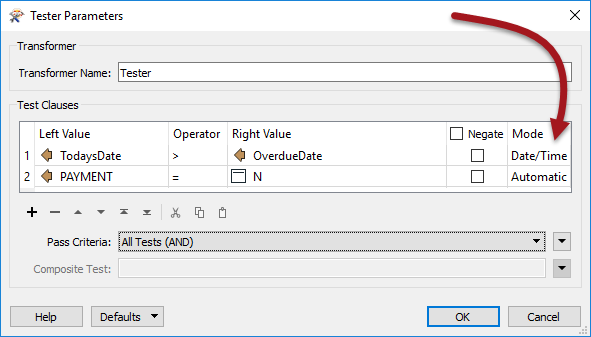 Tester Parameters
Transformer
Transformer Name: Tester
Test Clauses
Left Value Operator Right Value Negate Mode
1 TodaysDate > OverdueDate Date/Time
2 PAYMENT = N Automatic
Pass Criteria: All Tests (AND)
Composite Test:
Help Defaults OK Cancel